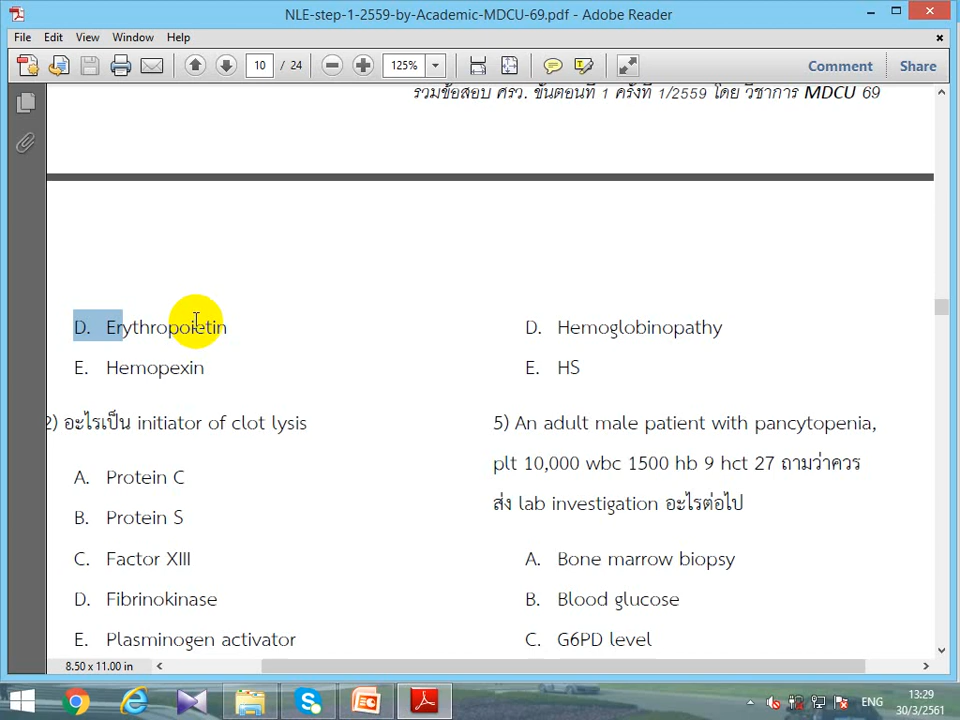 NLE-step-1-2559-by-Academic-MDCU-69.pdf - Adobe Reader
File Edit View Window Help
10 / 24 125% Comment Share
รวมข้อสอบ ศรว. ขั้นตอนที่ 1 ครั้งที่ 1/2559 โดย วิชาการ MDCU 69
D. Erythropoietin
E. Hemopexin
2) อะไรเป็น initiator of clot lysis
A. Protein C
B. Protein S
C. Factor XIII
D. Fibrinokinase
E. Plasminogen activator
D. Hemoglobinopathy
E. HS
5) An adult male patient with pancytopenia,
plt 10,000 wbc 1500 hb 9 hct 27 ถามว่าควร
ส่ง lab investigation อะไรต่อไป
A. Bone marrow biopsy
B. Blood glucose
C. G6PD level
8.50 x 11.00 in
ENG
13:29
30/3/2561